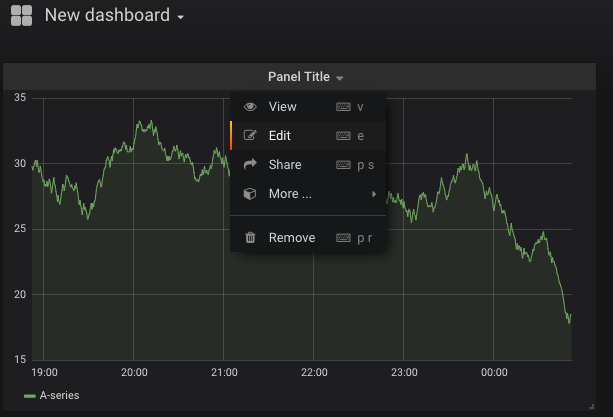 New dashboard
Panel Title
35
30
25
20
15
View v
Edit e
Share p s
More ...
Remove p r
19:00 20:00 21:00 22:00 23:00 00:00
A-series